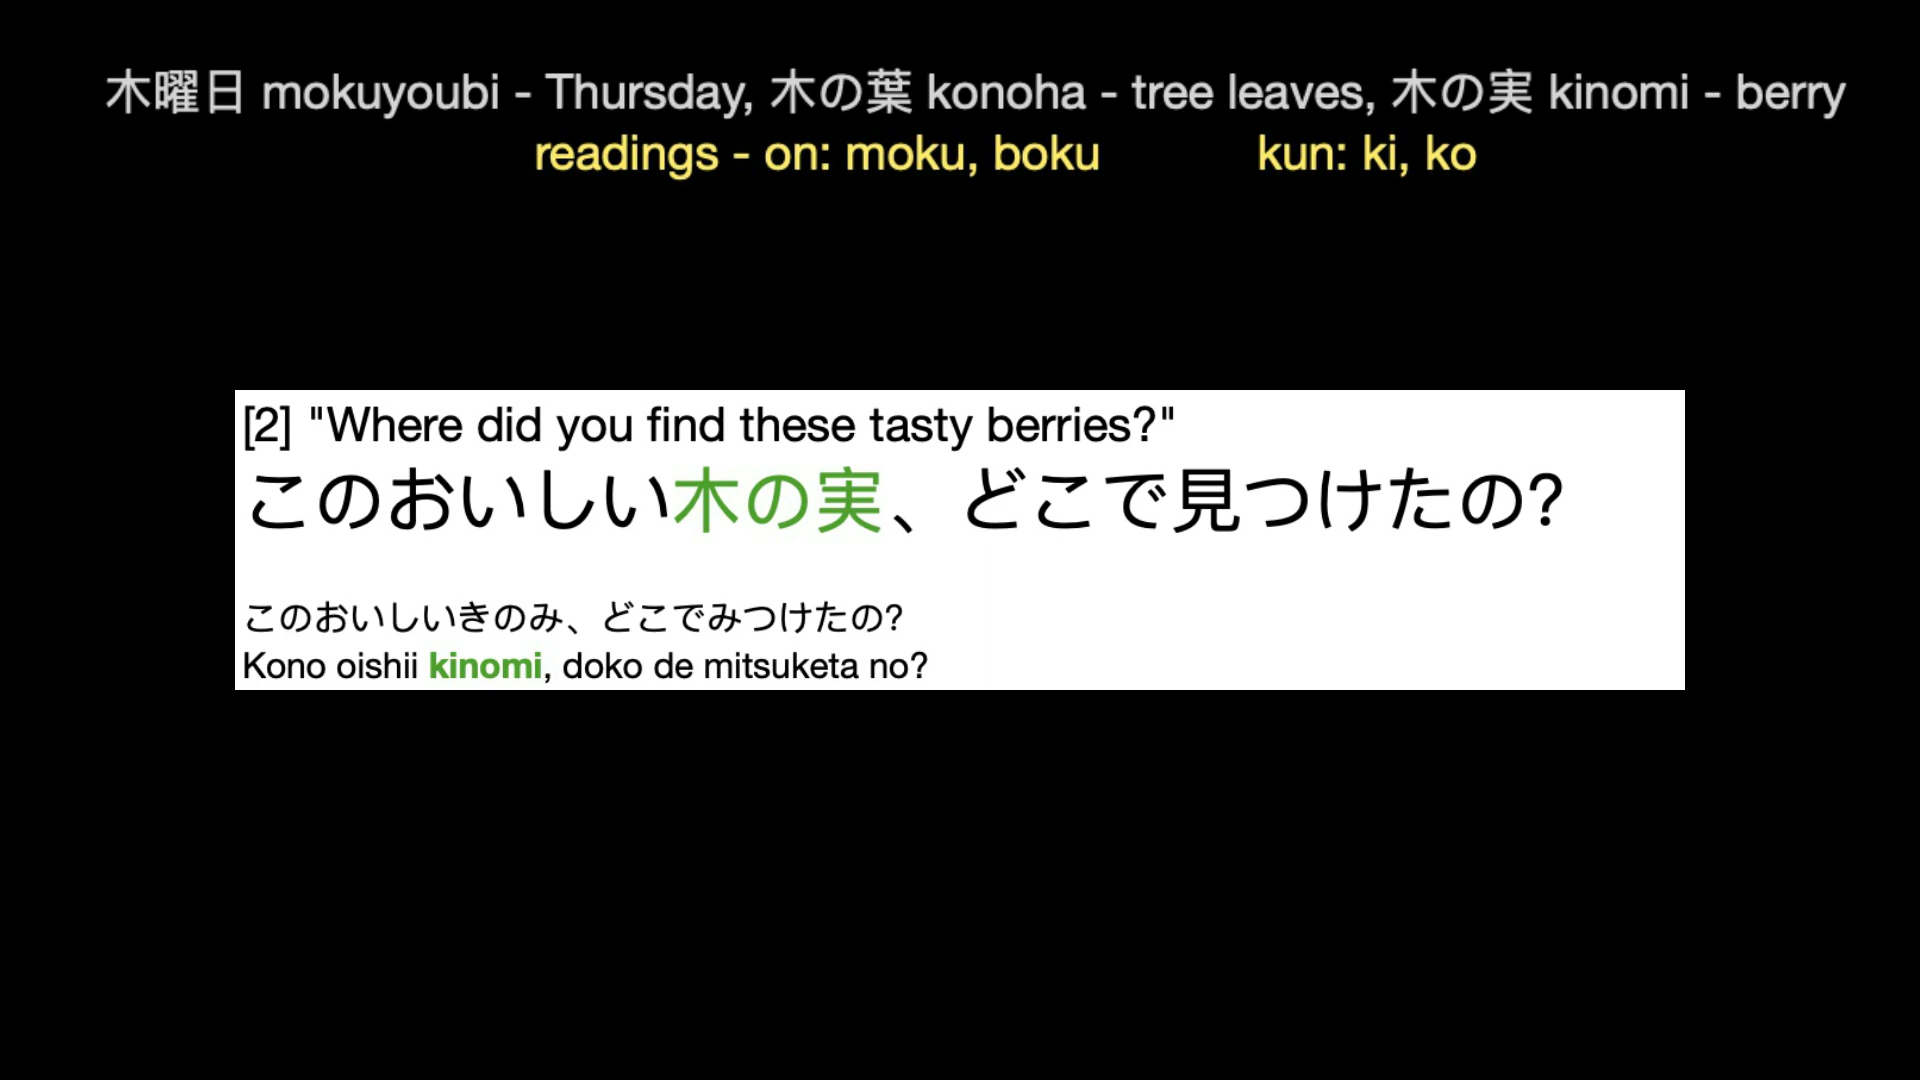 木曜日 mokuyoubi - Thursday, 木の葉 konoha - tree leaves, 木の実 kinomi - berry
readings - on: moku, boku kun: ki, ko
[2] "Where did you find these tasty berries?"
このおいしい木の実、どこで見つけたの?
このおいしいきのみ、どこでみつけたの?
Kono oishii kinomi, doko de mitsuketa no?